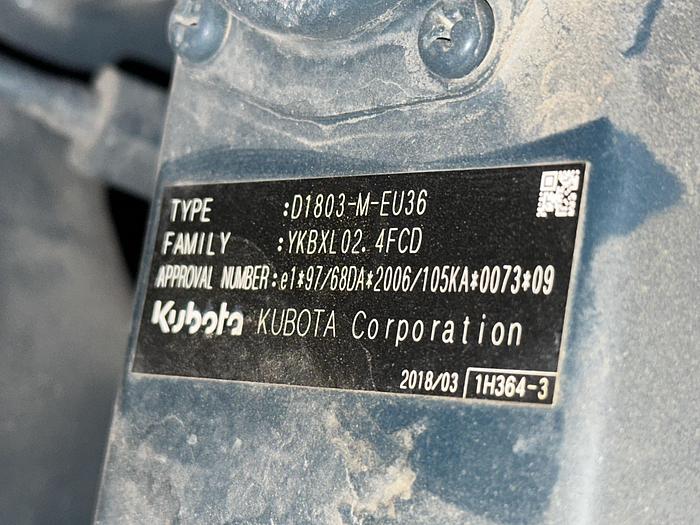 TYPE :D1803-M-EU36
FAMILY :YKBXL02.4FCD
APPROVAL NUMBER:e1*97/68DA*2006/105KA*0073*09
Kubota KUBOTA Corporation
2018/03 1H364-3